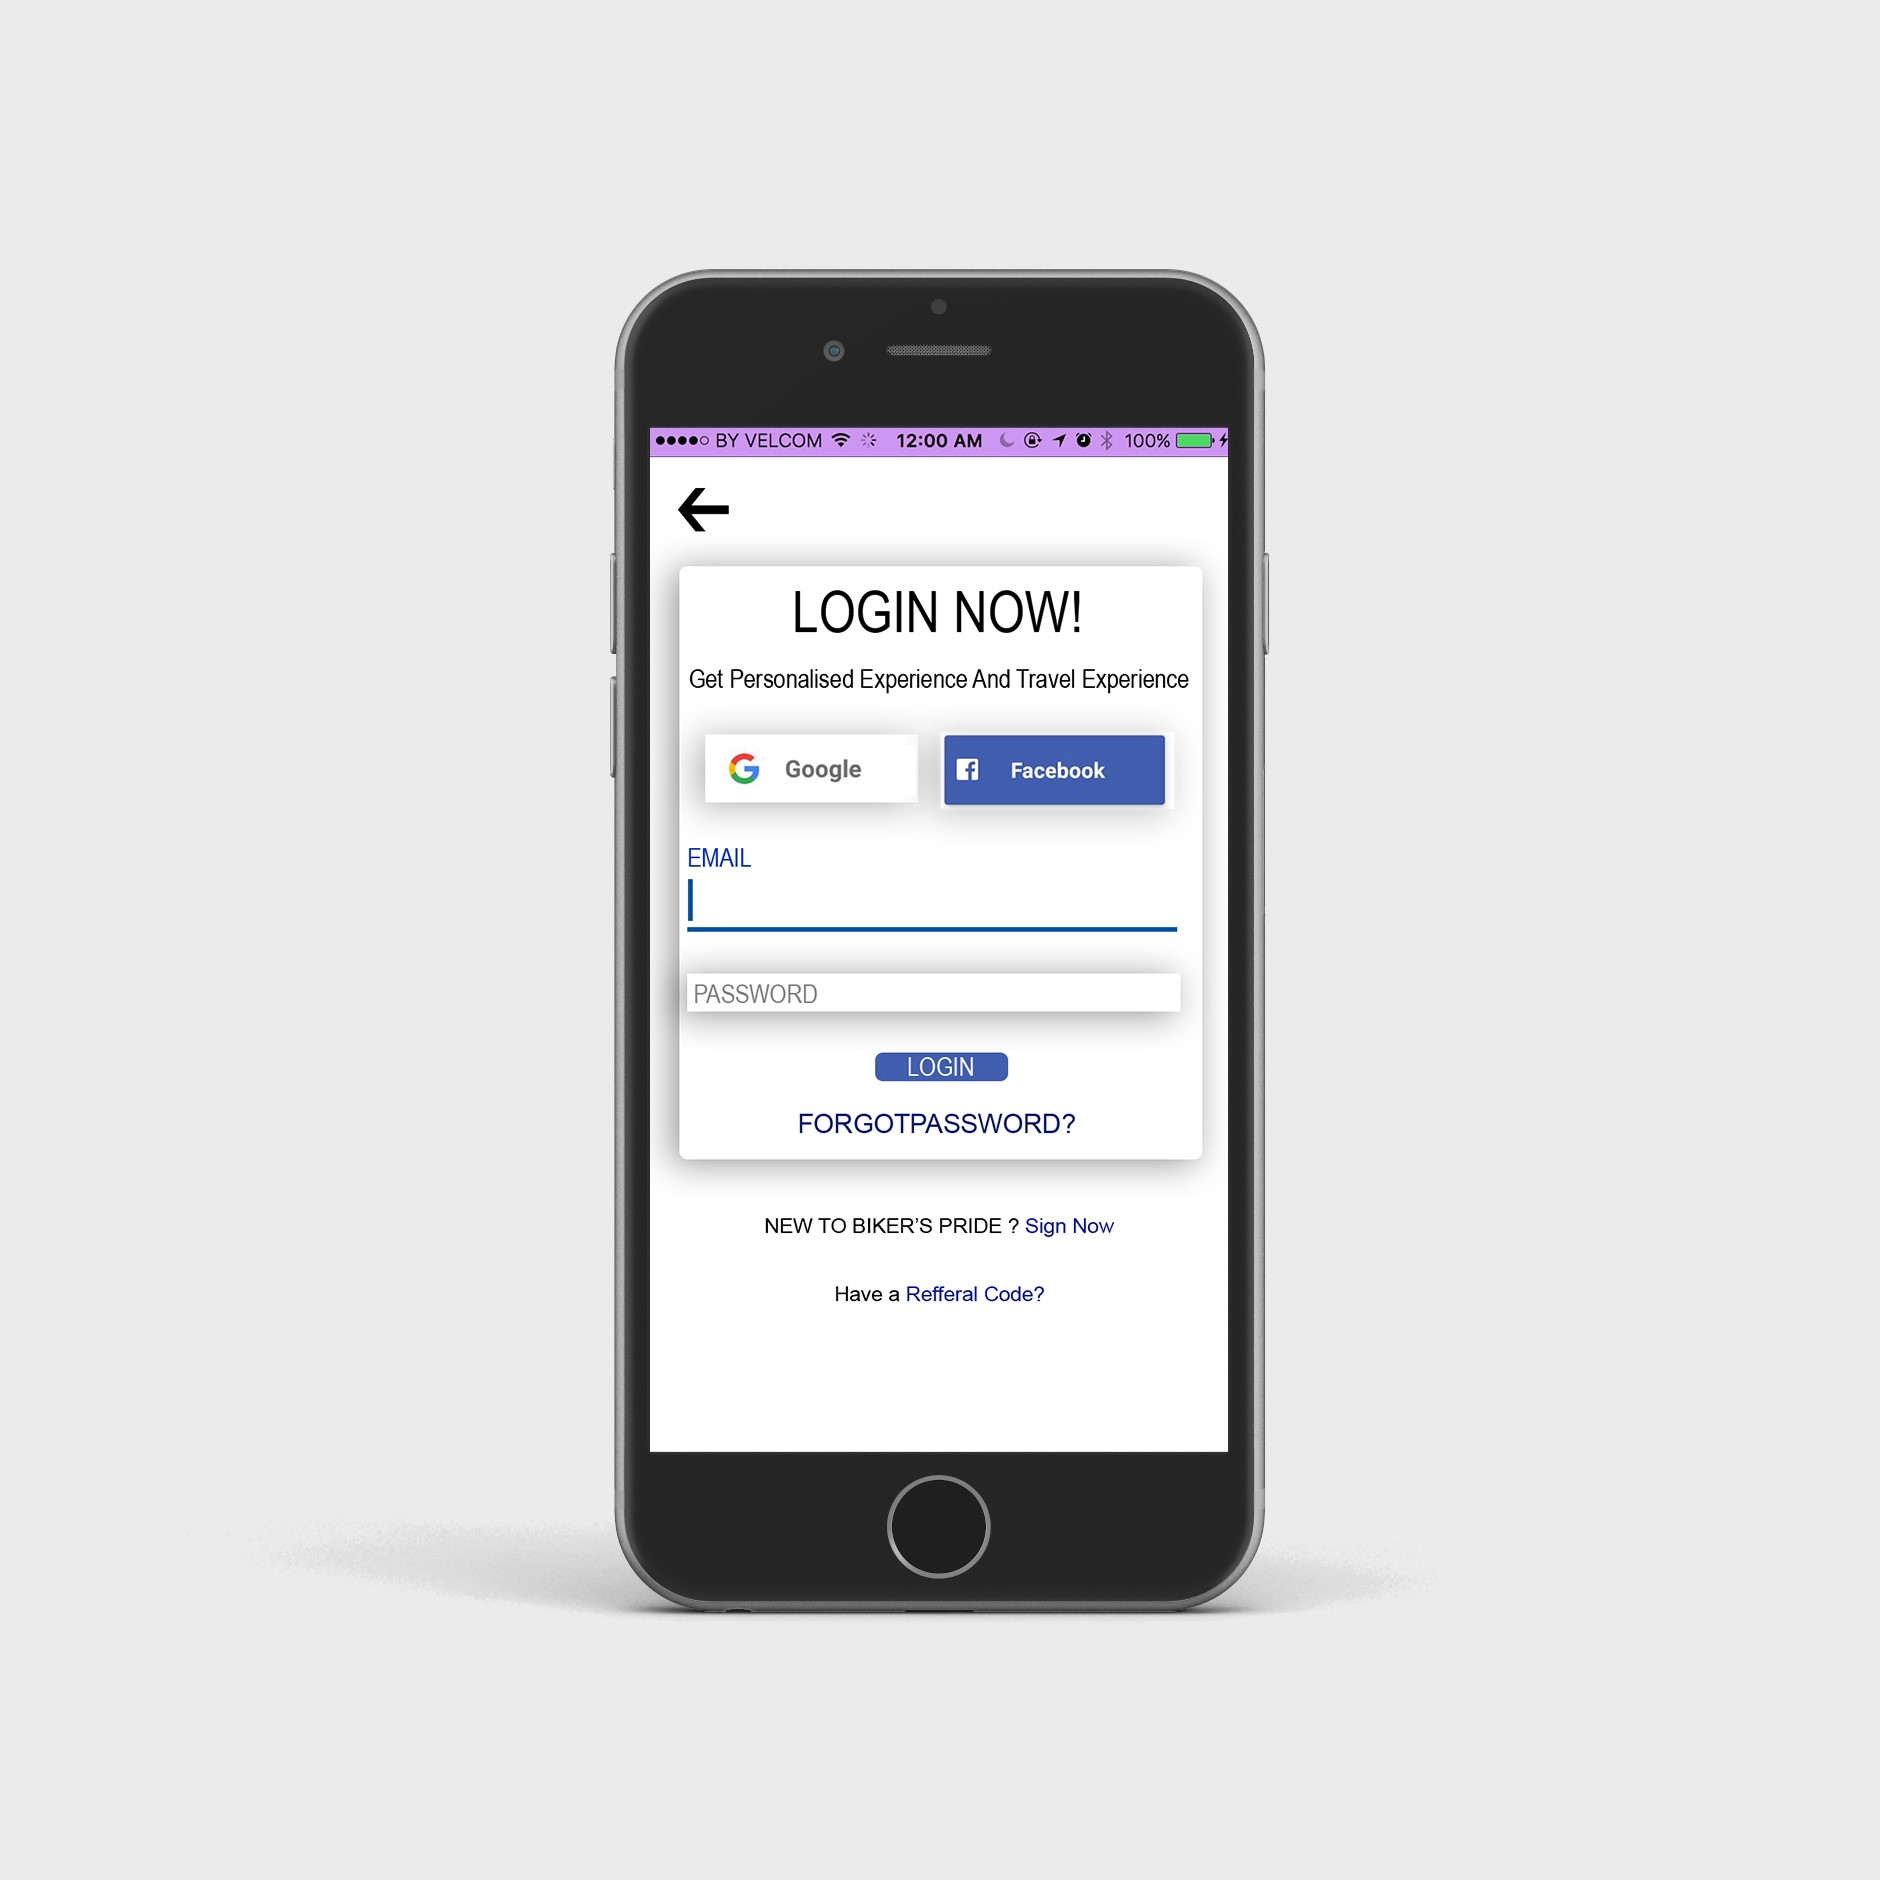 BY VELCOM 12:00 AM 100%
LOGIN NOW!
Get Personalised Experience And Travel Experience
Google Facebook
EMAIL
PASSWORD
LOGIN
FORGOTPASSWORD?
NEW TO BIKER’S PRIDE ? Sign Now
Have a Refferal Code?